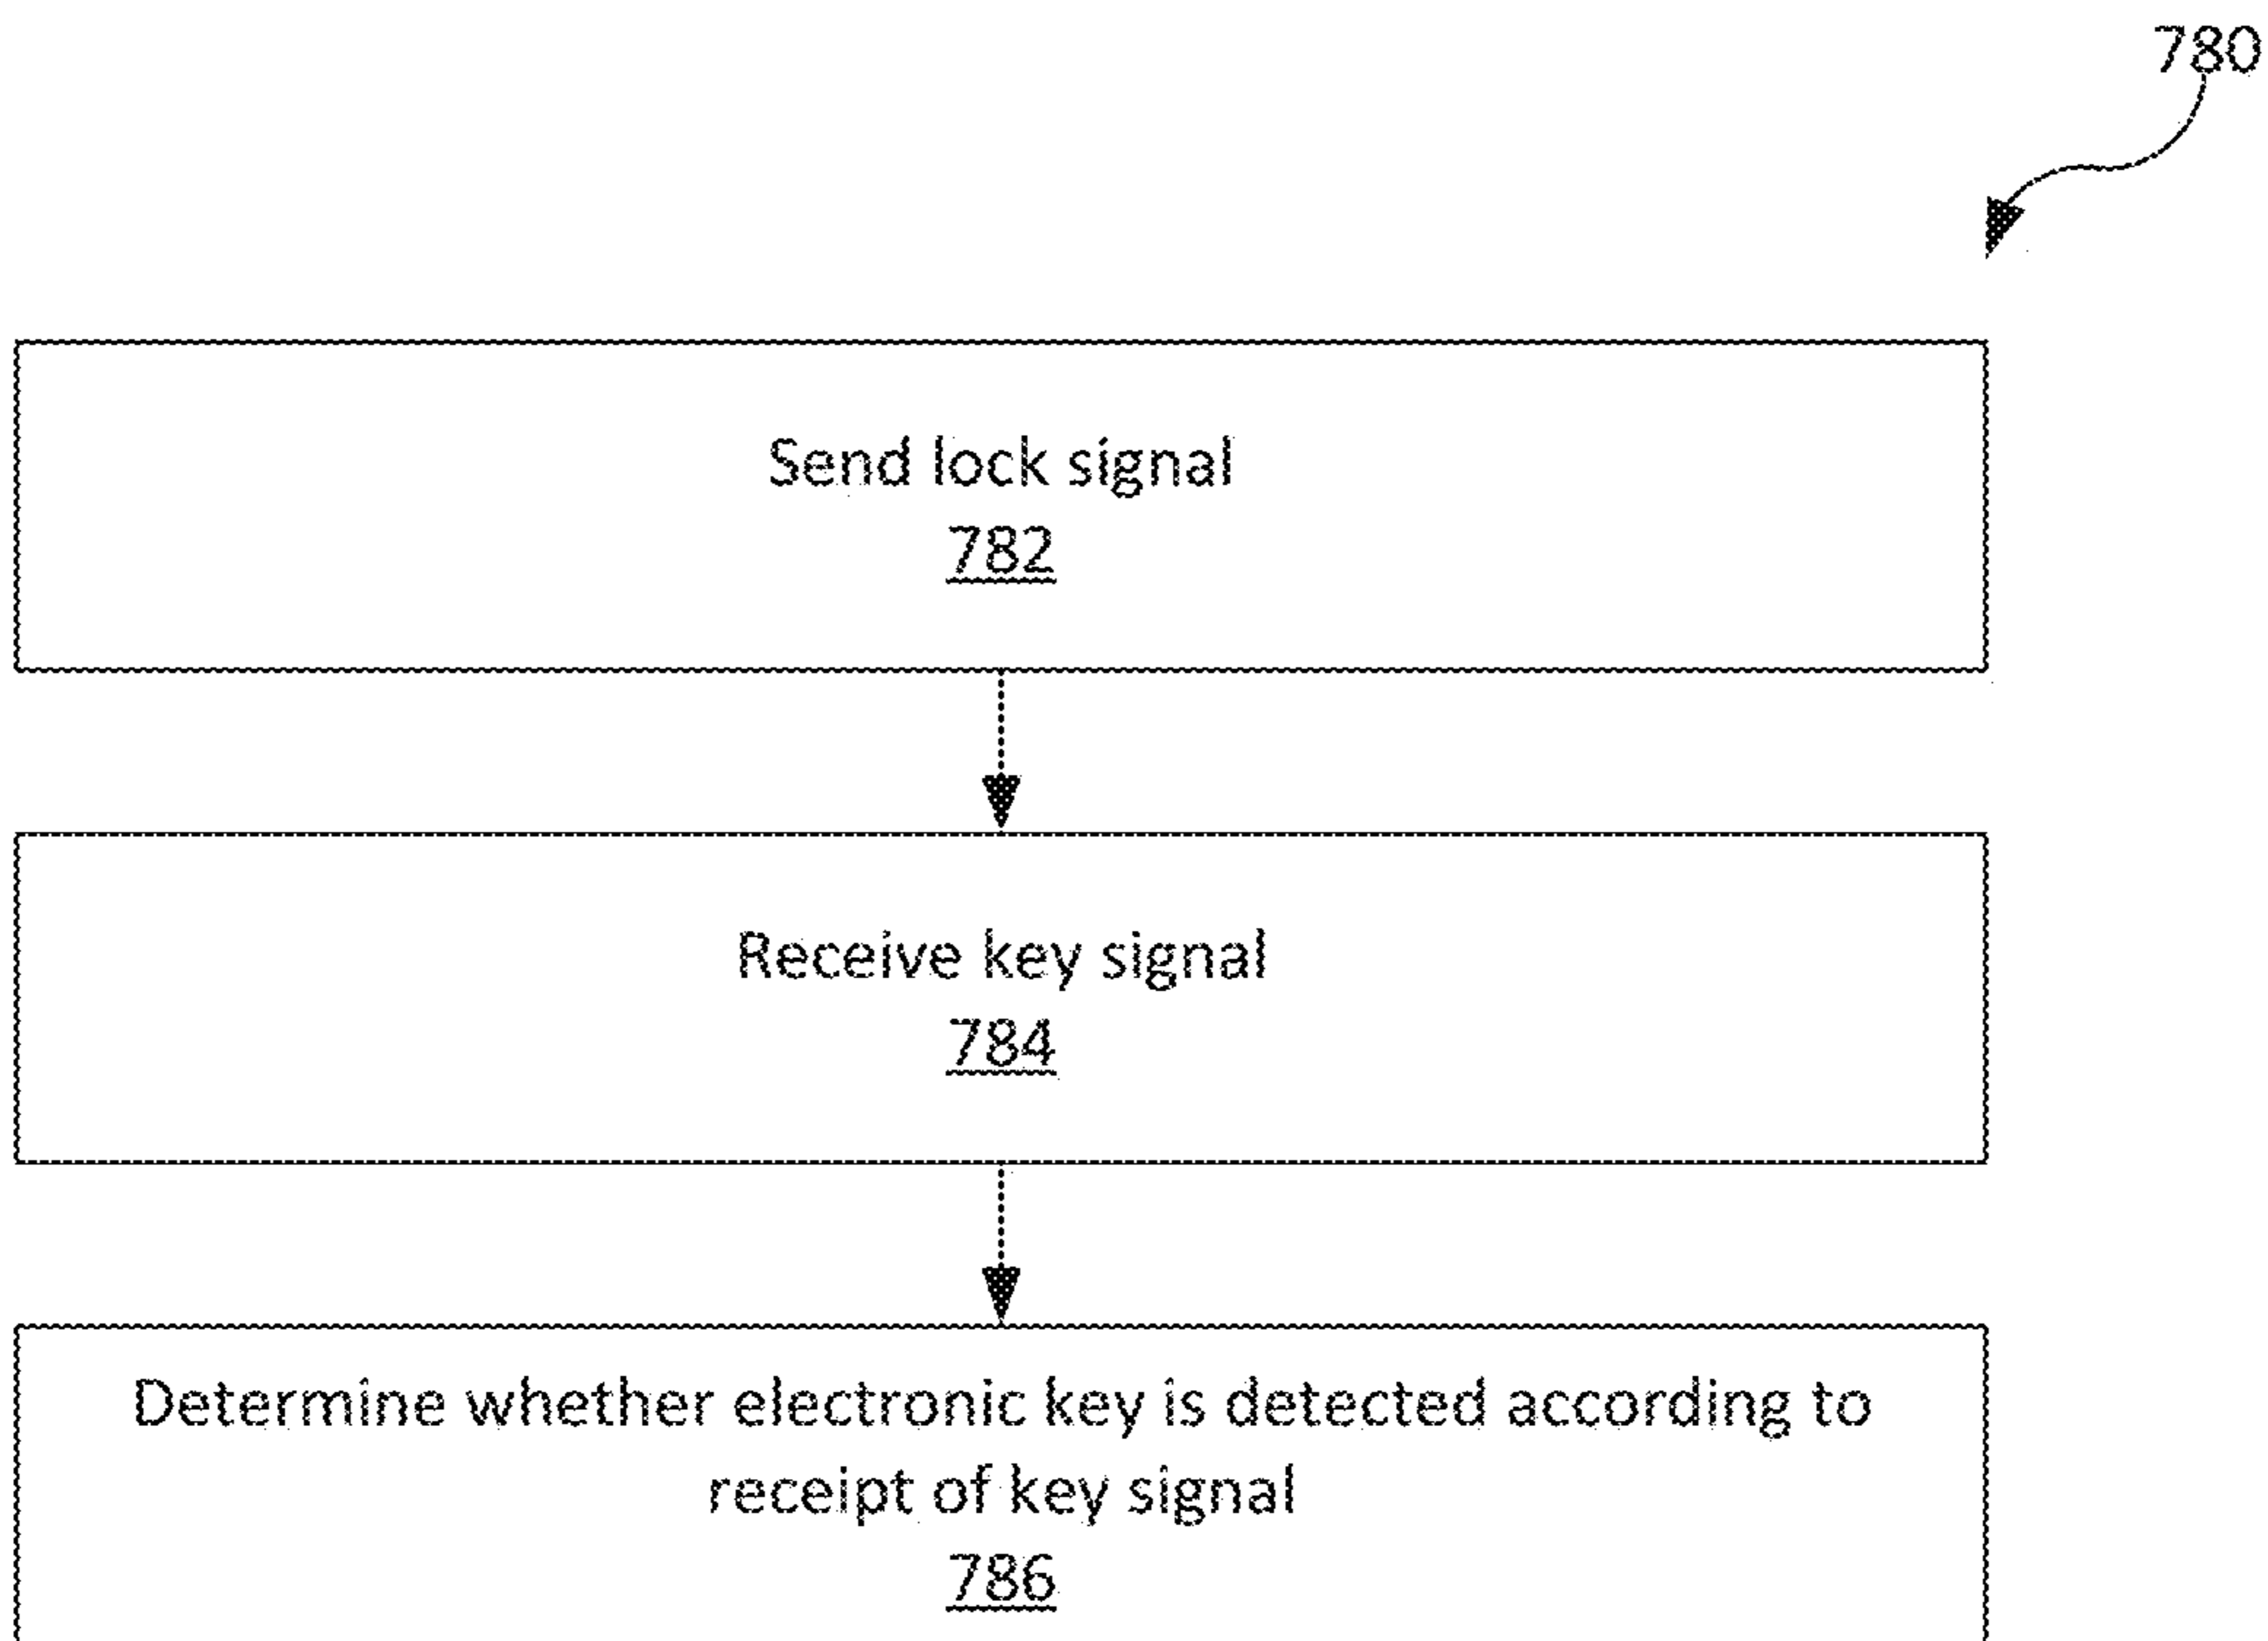 780
Send lock signal
782
Receive key signal
784
Determine whether electronic key is detected according to
receipt of key signal
786